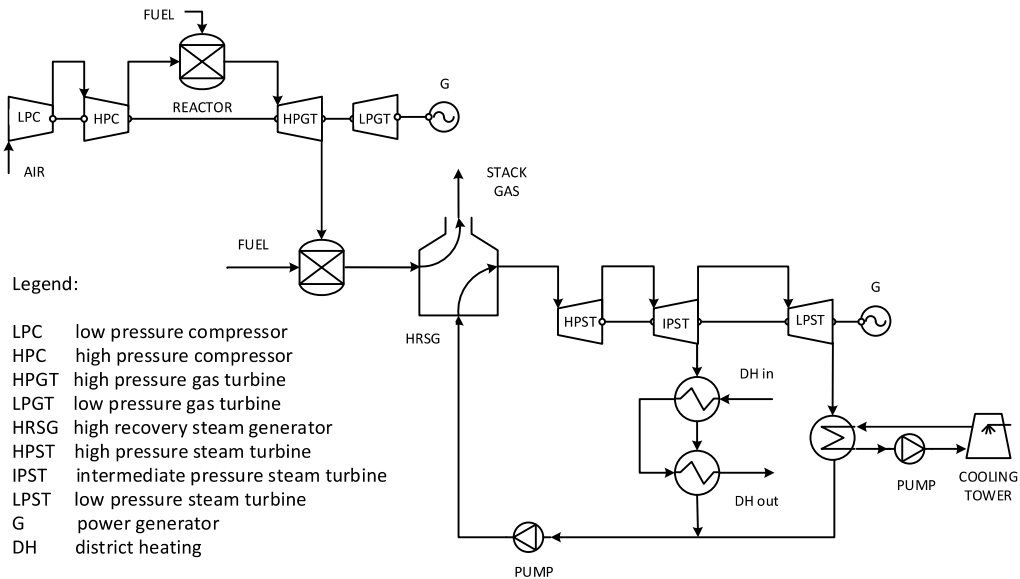 FUEL
G
LPC
HPC
REACTOR
HPGT
LPGT
AIR
STACK
GAS
FUEL
HRSG
G
HPST
IPST
LPST
DH in
DH out
PUMP
COOLING
TOWER
PUMP
Legend:
LPC low pressure compressor
HPC high pressure compressor
HPGT high pressure gas turbine
LPGT low pressure gas turbine
HRSG high recovery steam generator
HPST high pressure steam turbine
IPST intermediate pressure steam turbine
LPST low pressure steam turbine
G power generator
DH district heating